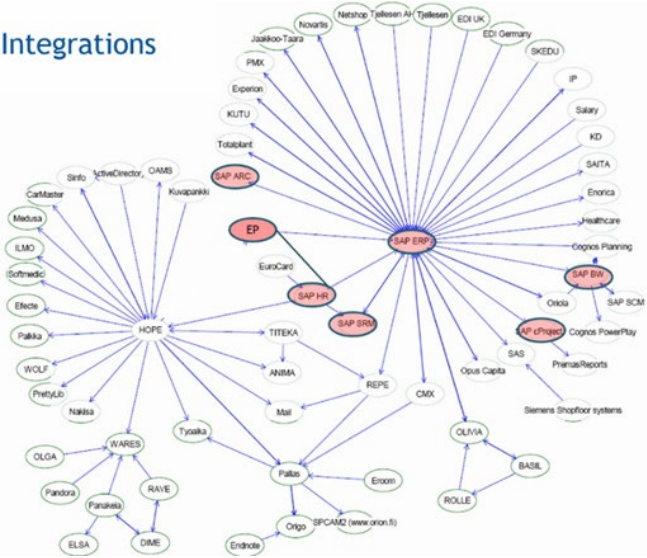 Integrations
Netshop
Tjellesen AH
Tjellesen
EDI UK
Novartis
EDI Germany
Jaakkoo-Taara
SKEDU
PMX
IP
Experion
Salary
KUTU
KD
Totalplant
SAITA
SAP ARC
Enorica
Sinfo
ActiveDirector
OAMS
Kuvapankki
CarMaster
Healthcare
Medusa
EP
SAP ERP
Cognos Planning
ILMO
EuroCard
SAP BW
Softmedic
SAP HR
Oriola
SAP SCM
Efecte
SAP SRM
SAP cProject
Cognos PowerPlay
Palkka
HOPE
TITEKA
SAS
PremasReports
WOLF
ANIMA
Opus Capita
PrettyLib
REPE
CMX
Nakisa
Mail
Siemens Shopfloor systems
Tyoaika
OLIVIA
WARES
OLGA
BASIL
Pallas
Eroom
Pandora
RAVE
ROLLE
Panakeia
Origo
SPCAM2 (www.orion.fi)
ELSA
DIME
Endnote